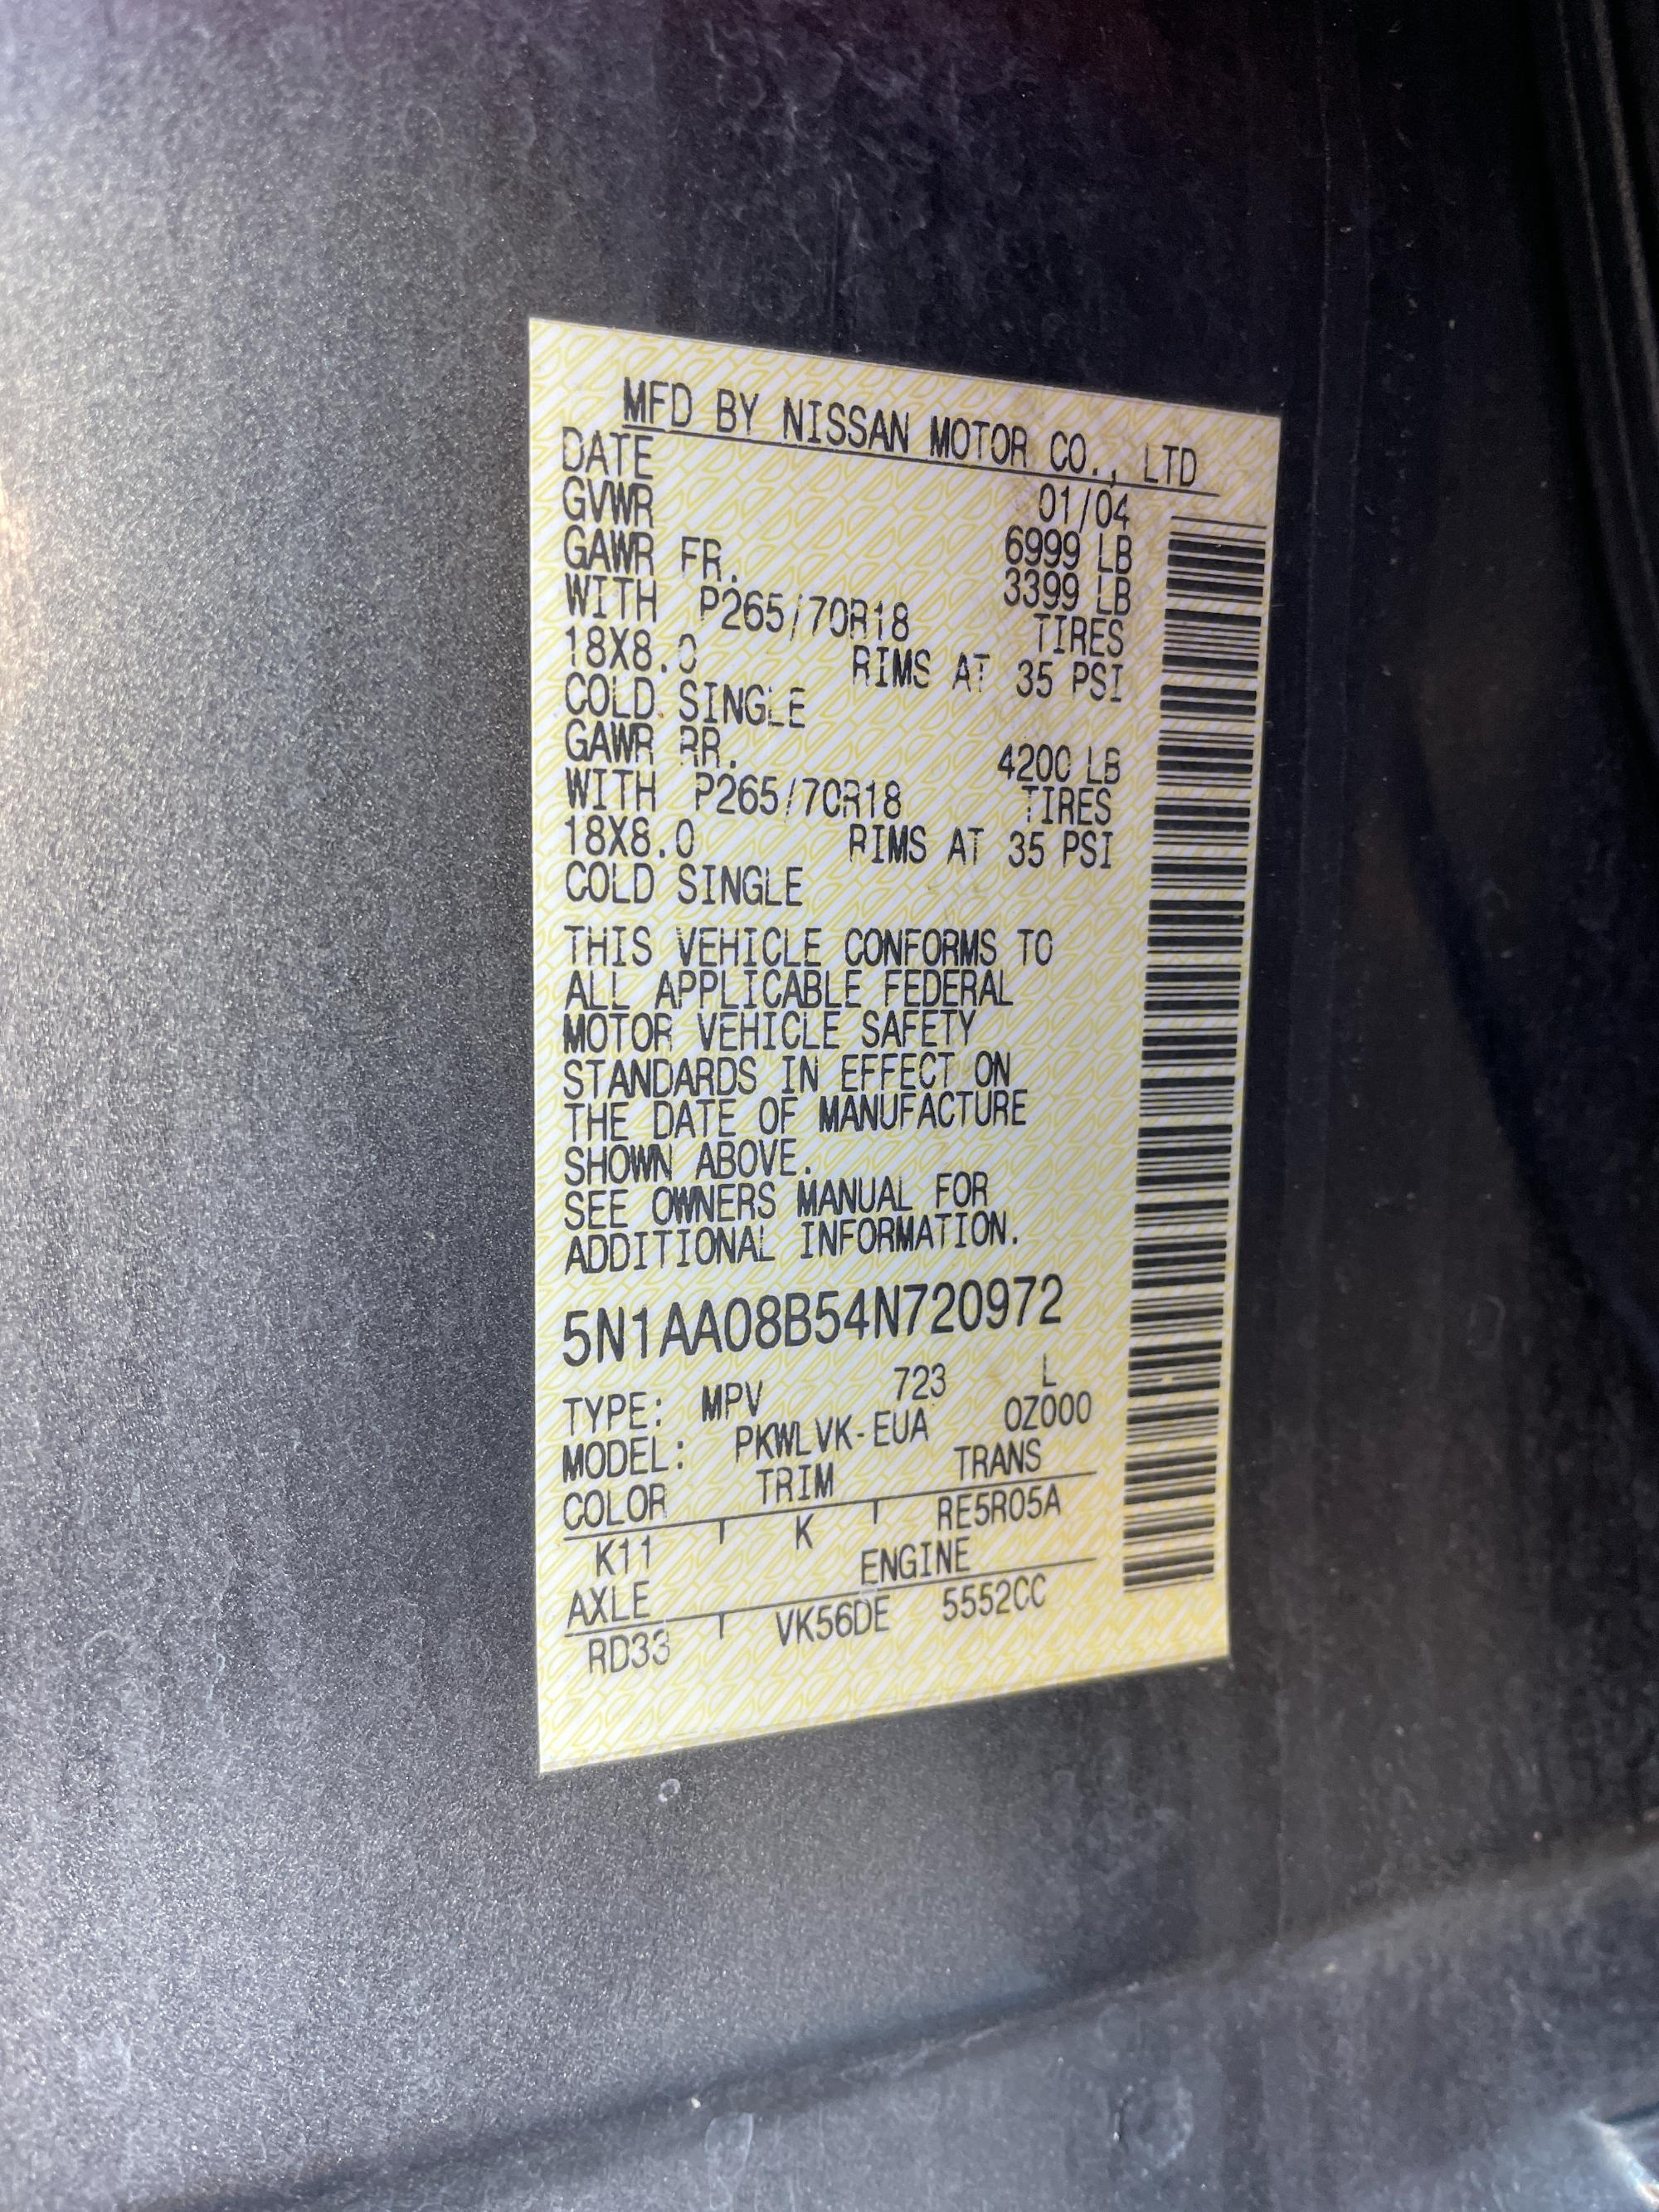 MFD BY NISSAN MOTOR CO., LTD
DATE 01/04
GVWR 6999 LB
GAWR FR. 3399 LB
WITH P265/70R18 TIRES
18X8.0 RIMS AT 35 PSI
COLD SINGLE
GAWR RR. 4200 LB
WITH P265/70R18 TIRES
18X8.0 RIMS AT 35 PSI
COLD SINGLE
THIS VEHICLE CONFORMS TO
ALL APPLICABLE FEDERAL
MOTOR VEHICLE SAFETY
STANDARDS IN EFFECT ON
THE DATE OF MANUFACTURE
SHOWN ABOVE.
SEE OWNERS MANUAL FOR
ADDITIONAL INFORMATION.
5N1AA08B54N720972
TYPE: MPV 723 L
MODEL: PKWLVK-EUA 0Z000
COLOR TRIM TRANS
K11 K RE5R05A
AXLE ENGINE
RD33 VK56DE 5552CC